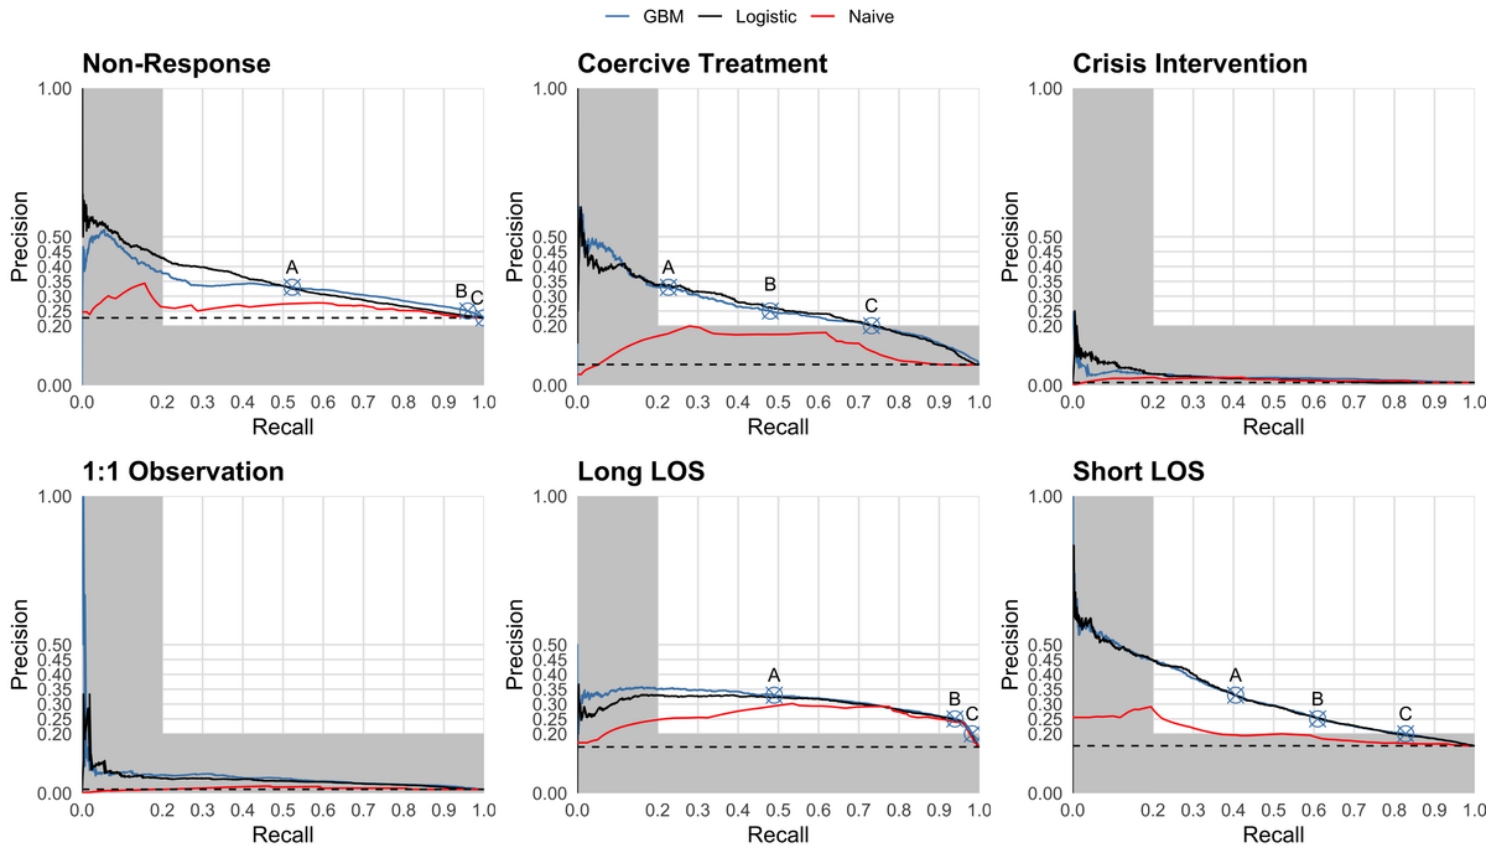 GBM Logistic Naive
Non-Response Coercive Treatment Crisis Intervention
1.00 1.00 1.00
Precision Precision Precision
0.50 0.50 0.50
0.45 0.45 0.45
0.40 0.40 0.40
0.35 0.35 0.35
0.30 0.30 0.30
0.25 0.25 0.25
0.20 0.20 0.20
0.00 0.00 0.00
A B C A B C
0.0 0.2 0.3 0.4 0.5 0.6 0.7 0.8 0.9 1.0 0.0 0.2 0.3 0.4 0.5 0.6 0.7 0.8 0.9 1.0 0.0 0.2 0.3 0.4 0.5 0.6 0.7 0.8 0.9 1.0
Recall Recall Recall
1:1 Observation Long LOS Short LOS
1.00 1.00 1.00
Precision Precision Precision
0.50 0.50 0.50
0.45 0.45 0.45
0.40 0.40 0.40
0.35 0.35 0.35
0.30 0.30 0.30
0.25 0.25 0.25
0.20 0.20 0.20
0.00 0.00 0.00
A B C A B C
0.0 0.2 0.3 0.4 0.5 0.6 0.7 0.8 0.9 1.0 0.0 0.2 0.3 0.4 0.5 0.6 0.7 0.8 0.9 1.0 0.0 0.2 0.3 0.4 0.5 0.6 0.7 0.8 0.9 1.0
Recall Recall Recall